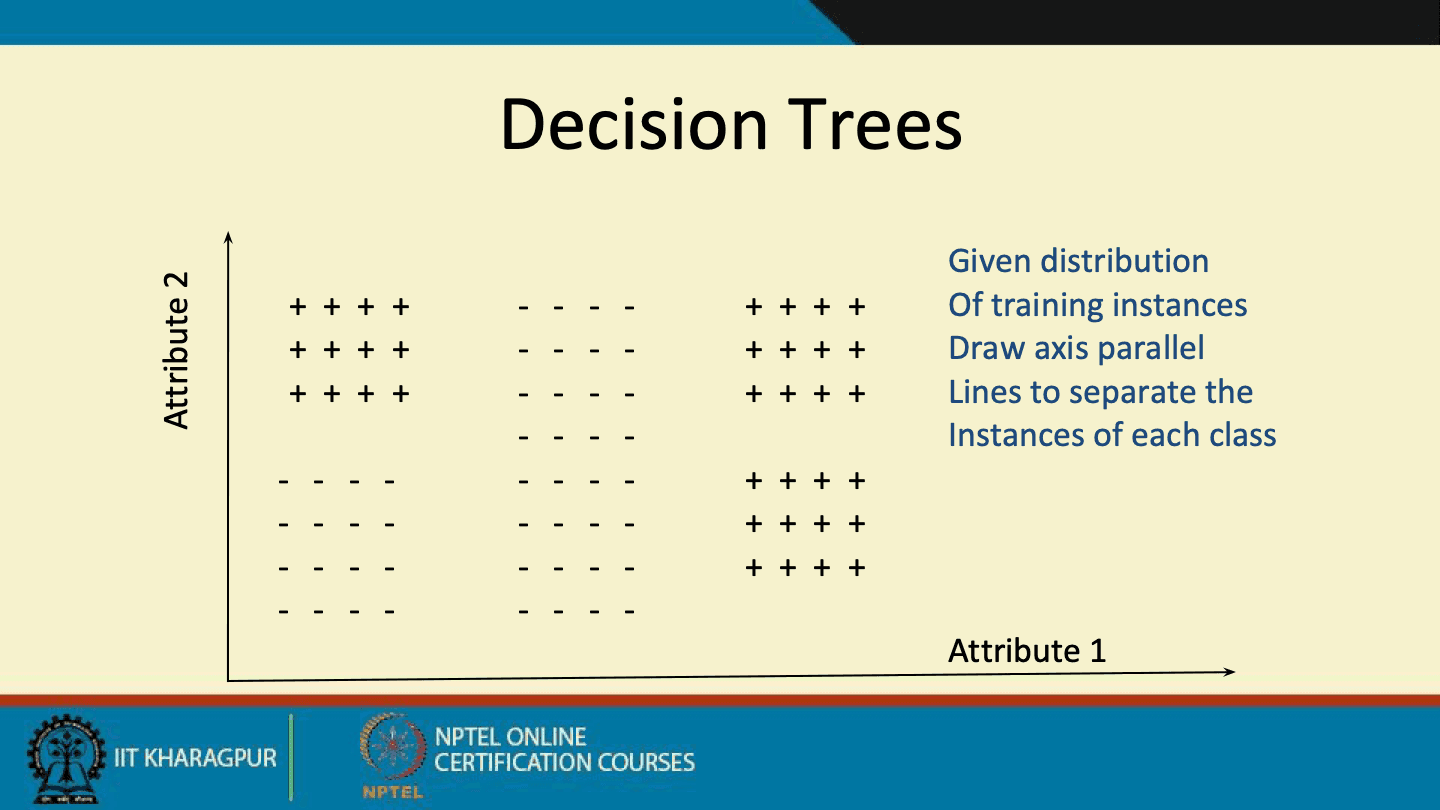 Decision Trees
Attribute 2
+ + + + - - - - + + + +
+ + + + - - - - + + + +
+ + + + - - - - + + + +
- - - -
- - - - - - - - + + + +
- - - - - - - - + + + +
- - - - - - - - + + + +
- - - - - - - -
Given distribution
Of training instances
Draw axis parallel
Lines to separate the
Instances of each class
Attribute 1
IIT KHARAGPUR
NPTEL
NPTEL ONLINE
CERTIFICATION COURSES